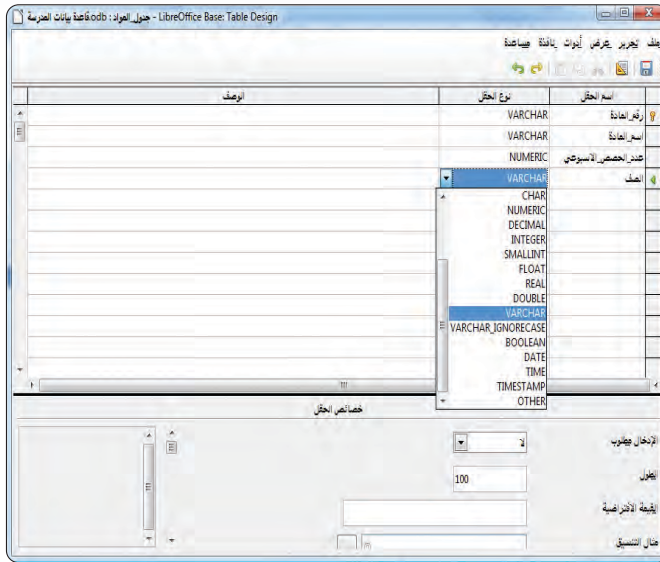 جدول_المواد : odb.قاعدة بيانات المدرسة - LibreOffice Base: Table Design
ملف تحرير عرض أدوات نافذة مساعدة
اسم الحقل نوع الحقل الوصف
رقم_المادة VARCHAR
اسم_المادة VARCHAR
عدد_الحصص_الاسبوعي NUMERIC
الصف VARCHAR
CHAR
NUMERIC
DECIMAL
INTEGER
SMALLINT
FLOAT
REAL
DOUBLE
VARCHAR
VARCHAR_IGNORECASE
BOOLEAN
DATE
TIME
TIMESTAMP
OTHER
خصائص الحقل
الإدخال مطلوب لا
الطول 100
القيمة الافتراضية
مثال التنسيق